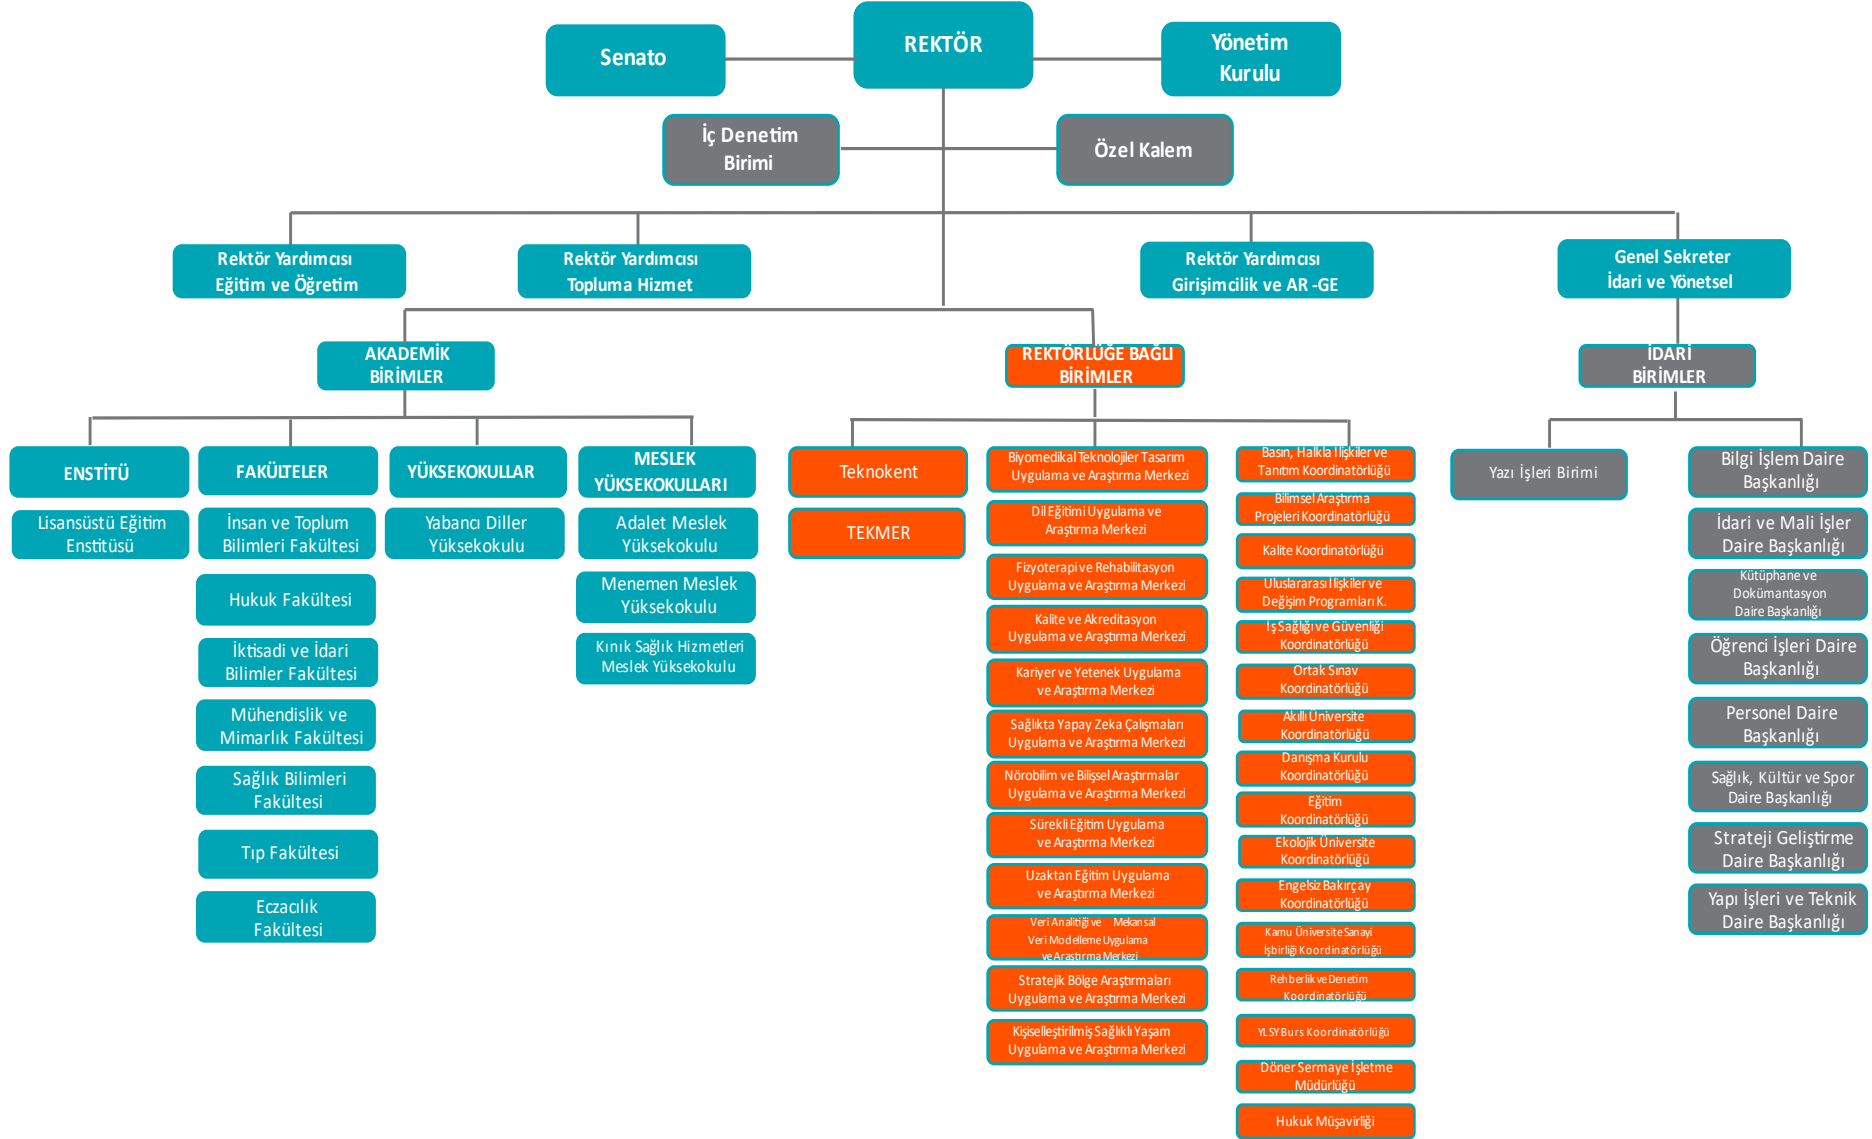 Senato
REKTÖR
Yönetim
Kurulu
İç Denetim
Birimi
Özel Kalem
Rektör Yardımcısı
Eğitim ve Öğretim
Rektör Yardımcısı
Topluma Hizmet
Rektör Yardımcısı
Girişimcilik ve AR -GE
Genel Sekreter
İdari ve Yönetsel
AKADEMİK
BİRİMLER
REKTÖRLÜĞE BAĞLI
BİRİMLER
İDARİ
BİRİMLER
ENSTİTÜ
Lisansüstü Eğitim
Enstitüsü
FAKÜLTELER
İnsan ve Toplum
Bilimleri Fakültesi
Hukuk Fakültesi
İktisadi ve İdari
Bilimler Fakültesi
Mühendislik ve
Mimarlık Fakültesi
Sağlık Bilimleri
Fakültesi
Tıp Fakültesi
Eczacılık
Fakültesi
YÜKSEKOKULLAR
Yabancı Diller
Yüksekokulu
MESLEK
YÜKSEKOKULLARI
Adalet Meslek
Yüksekokulu
Menemen Meslek
Yüksekokulu
Kınık Sağlık Hizmetleri
Meslek Yüksekokulu
Teknokent
TEKMER
Biyomedikal Teknolojiler Tasarım
Uygulama ve Araştırma Merkezi
Dil Eğitimi Uygulama ve
Araştırma Merkezi
Fizyoterapi ve Rehabilitasyon
Uygulama ve Araştırma Merkezi
Kalite ve Akreditasyon
Uygulama ve Araştırma Merkezi
Kariyer ve Yetenek Uygulama
ve Araştırma Merkezi
Sağlıkta Yapay Zeka Çalışmaları
Uygulama ve Araştırma Merkezi
Nörobilim ve Bilişsel Araştırmalar
Uygulama ve Araştırma Merkezi
Sürekli Eğitim Uygulama
ve Araştırma Merkezi
Uzaktan Eğitim Uygulama
ve Araştırma Merkezi
Veri Analitiği ve Mekansal
Veri Modelleme Uygulama
ve Araştırma Merkezi
Stratejik Bölge Araştırmaları
Uygulama ve Araştırma Merkezi
Kişiselleştirilmiş Sağlıklı Yaşam
Uygulama ve Araştırma Merkezi
Basın, Halkla İlişkiler ve
Tanıtım Koordinatörlüğü
Bilimsel Araştırma
Projeleri Koordinatörlüğü
Kalite Koordinatörlüğü
Uluslararası İlişkiler ve
Değişim Programları K.
İş Sağlığı ve Güvenliği
Koordinatörlüğü
Ortak Sınav
Koordinatörlüğü
Akıllı Üniversite
Koordinatörlüğü
Danışma Kurulu
Koordinatörlüğü
Eğitim
Koordinatörlüğü
Ekolojik Üniversite
Koordinatörlüğü
Engelsiz Bakırçay
Koordinatörlüğü
Kamu Üniversite Sanayi
İşbirliği Koordinatörlüğü
Rehberlik ve Denetim
Koordinatörlüğü
YLSY Burs Koordinatörlüğü
Döner Sermaye İşletme
Müdürlüğü
Hukuk Müşavirliği
Yazı İşleri Birimi
Bilgi İşlem Daire
Başkanlığı
İdari ve Mali İşler
Daire Başkanlığı
Kütüphane ve
Dokümantasyon
Daire Başkanlığı
Öğrenci İşleri Daire
Başkanlığı
Personel Daire
Başkanlığı
Sağlık, Kültür ve Spor
Daire Başkanlığı
Strateji Geliştirme
Daire Başkanlığı
Yapı İşleri ve Teknik
Daire Başkanlığı